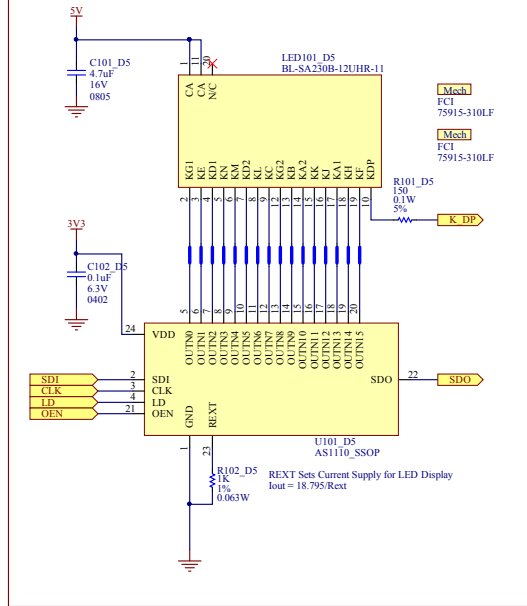 5V
C101_D5
4.7uF
16V
0805
LED101_D5
BL-SA230B-12UHR-11
1 11 20
CA CA N/C
KG1 KE KD1 KN KM KD2 KL KC KG2 KB KA2 KK KJ KA1 KH KF KDP
2 3 4 5 6 7 8 9 12 13 14 15 16 17 18 19 10
Mech
FCI
75915-310LF
Mech
FCI
75915-310LF
R101_D5
150
0.1W
5%
K_DP
3V3
C102_D5
0.1uF
6.3V
0402
5 6 7 8 9 10 11 12 13 14 15 16 17 18 19 20
OUTN0 OUTN1 OUTN2 OUTN3 OUTN4 OUTN5 OUTN6 OUTN7 OUTN8 OUTN9 OUTN10 OUTN11 OUTN12 OUTN13 OUTN14 OUTN15
24 VDD
SDI 2 SDI
CLK 3 CLK
LD 4 LD
OEN 21 OEN
SDO 22 SDO
GND REXT
1 23
U101_D5
AS1110_SSOP
R102_D5
1K
1%
0.063W
REXT Sets Current Supply for LED Display
Iout = 18.795/Rext